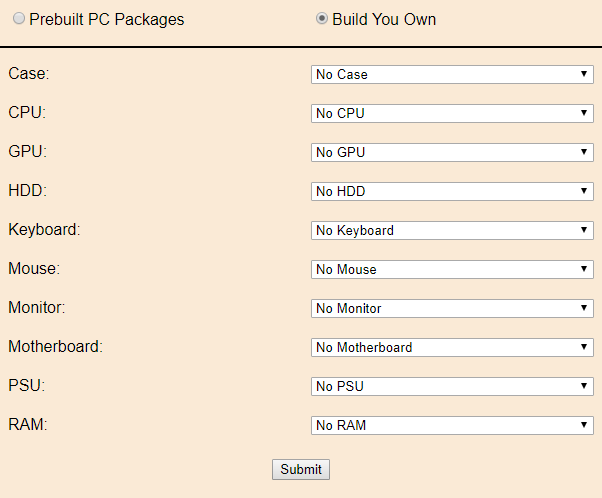 Prebuilt PC Packages Build You Own
Case: No Case
CPU: No CPU
GPU: No GPU
HDD: No HDD
Keyboard: No Keyboard
Mouse: No Mouse
Monitor: No Monitor
Motherboard: No Motherboard
PSU: No PSU
RAM: No RAM
Submit